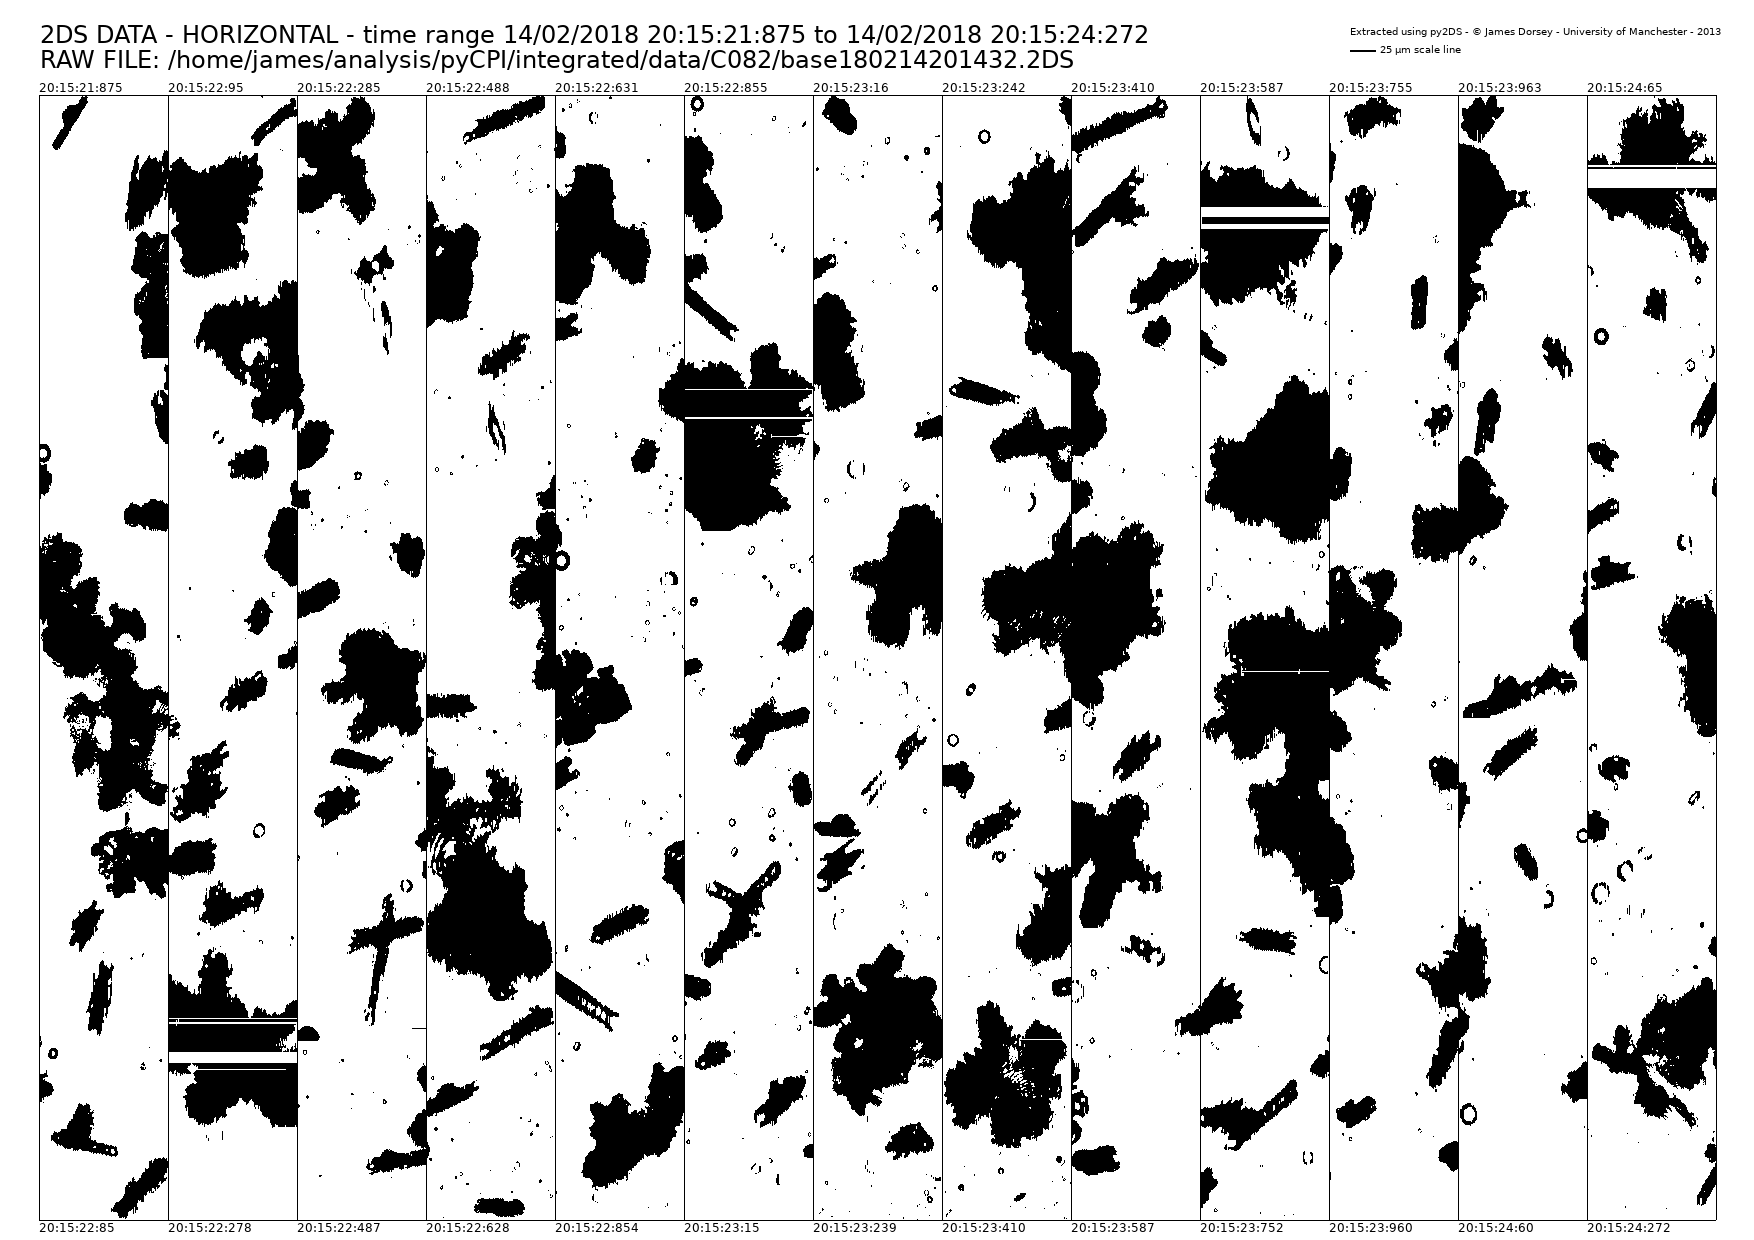 2DS DATA - HORIZONTAL - time range 14/02/2018 20:15:21:875 to 14/02/2018 20:15:24:272
RAW FILE: /home/james/analysis/pyCPI/integrated/data/C082/base180214201432.2DS
Extracted using py2DS - © James Dorsey - University of Manchester - 2013
25 µm scale line
20:15:21:875 20:15:22:95 20:15:22:285 20:15:22:488 20:15:22:631 20:15:22:855 20:15:23:16 20:15:23:242 20:15:23:410 20:15:23:587 20:15:23:755 20:15:23:963 20:15:24:65
20:15:22:85 20:15:22:278 20:15:22:487 20:15:22:628 20:15:22:854 20:15:23:15 20:15:23:239 20:15:23:410 20:15:23:587 20:15:23:752 20:15:23:960 20:15:24:60 20:15:24:272